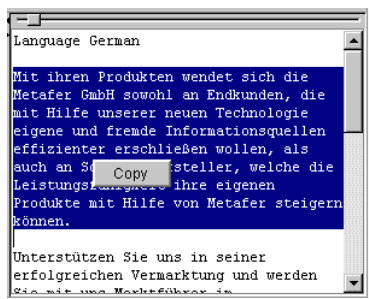 Language German
Mit ihren Produkten wendet sich die
Metafer GmbH sowohl an Endkunden, die
mit Hilfe unserer neuen Technologie
eigene und fremde Informationsquellen
effizienter erschließen wollen, als
auch an
Copy
welche die
ihre eigenen
Produkte mit Hilfe von Metafer steigern
können.
Unterstützen Sie uns in seiner
erfolgreichen Vermarktung und werden
Sie mit uns Marktführer im